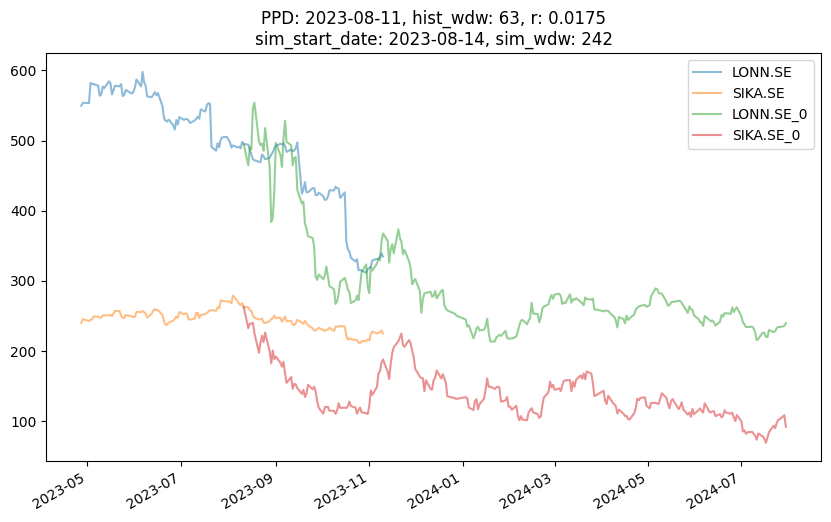 PPD: 2023-08-11, hist_wdw: 63, r: 0.0175
sim_start_date: 2023-08-14, sim_wdw: 242
LONN.SE
SIKA.SE
LONN.SE_0
SIKA.SE_0
600
500
400
300
200
100
2023-05
2023-07
2023-09
2023-11
2024-01
2024-03
2024-05
2024-07